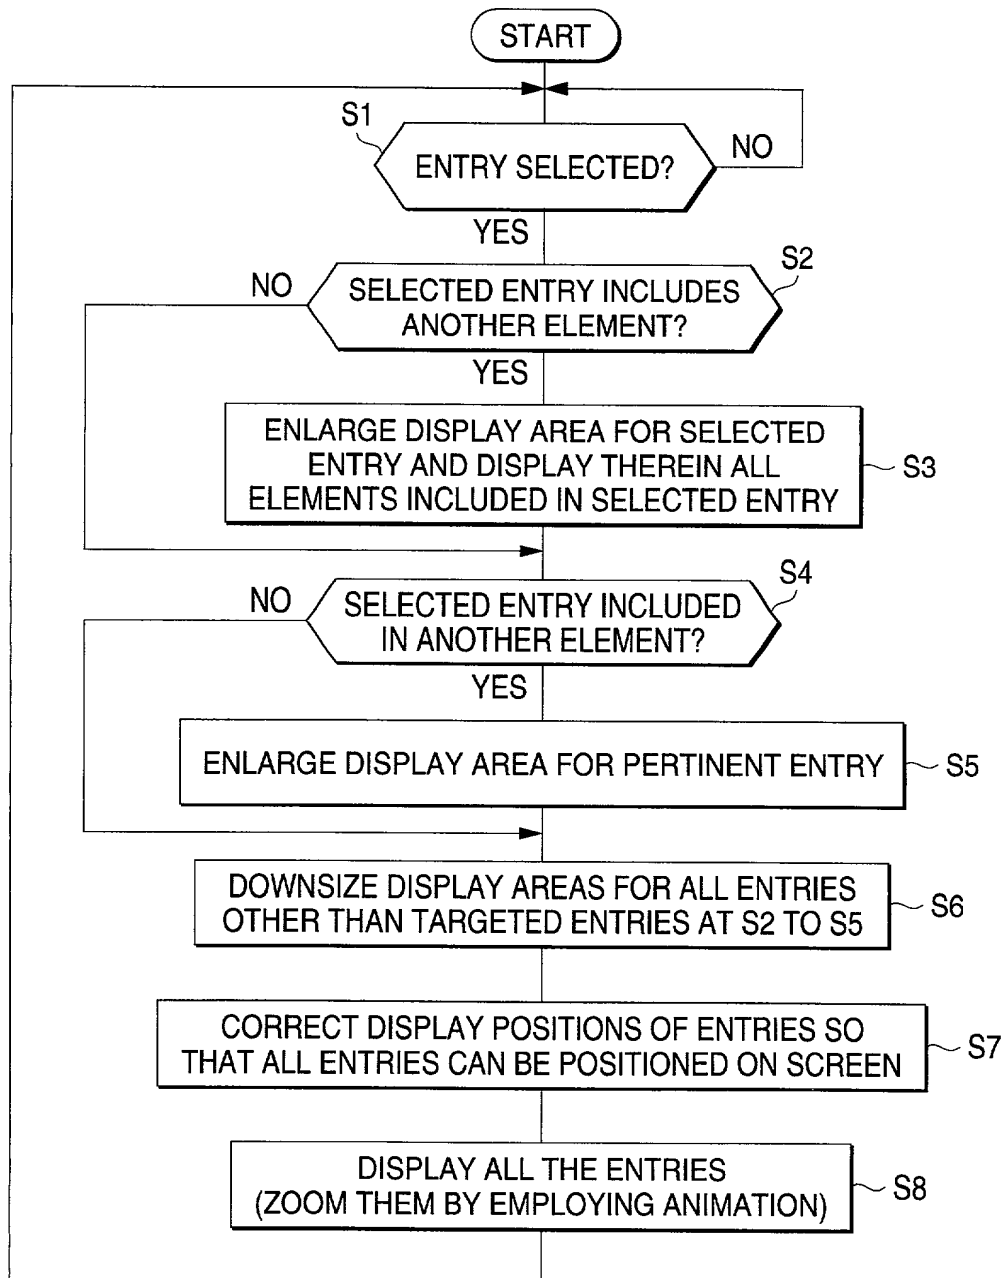 START
S1
ENTRY SELECTED?
NO
YES
S2
NO
SELECTED ENTRY INCLUDES
ANOTHER ELEMENT?
YES
ENLARGE DISPLAY AREA FOR SELECTED
ENTRY AND DISPLAY THEREIN ALL
ELEMENTS INCLUDED IN SELECTED ENTRY
S3
S4
NO
SELECTED ENTRY INCLUDED
IN ANOTHER ELEMENT?
YES
ENLARGE DISPLAY AREA FOR PERTINENT ENTRY
S5
DOWNSIZE DISPLAY AREAS FOR ALL ENTRIES
OTHER THAN TARGETED ENTRIES AT S2 TO S5
S6
CORRECT DISPLAY POSITIONS OF ENTRIES SO
THAT ALL ENTRIES CAN BE POSITIONED ON SCREEN
S7
DISPLAY ALL THE ENTRIES
(ZOOM THEM BY EMPLOYING ANIMATION)
S8